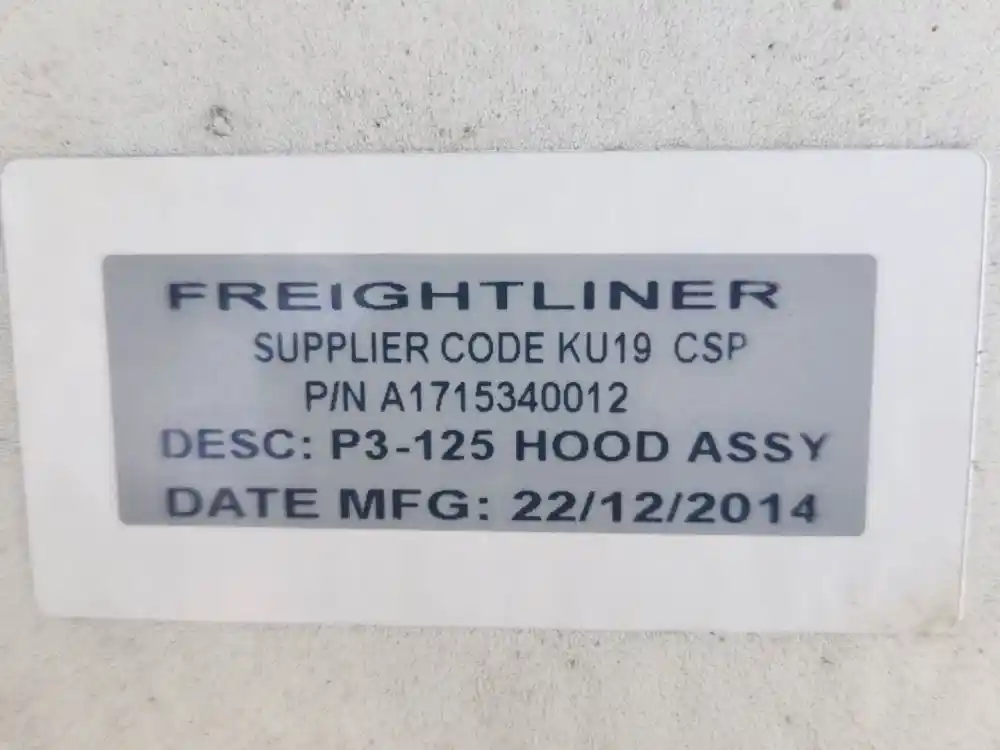 FREIGHTLINER
SUPPLIER CODE KU19 CSP
P/N A1715340012
DESC: P3-125 HOOD ASSY
DATE MFG: 22/12/2014